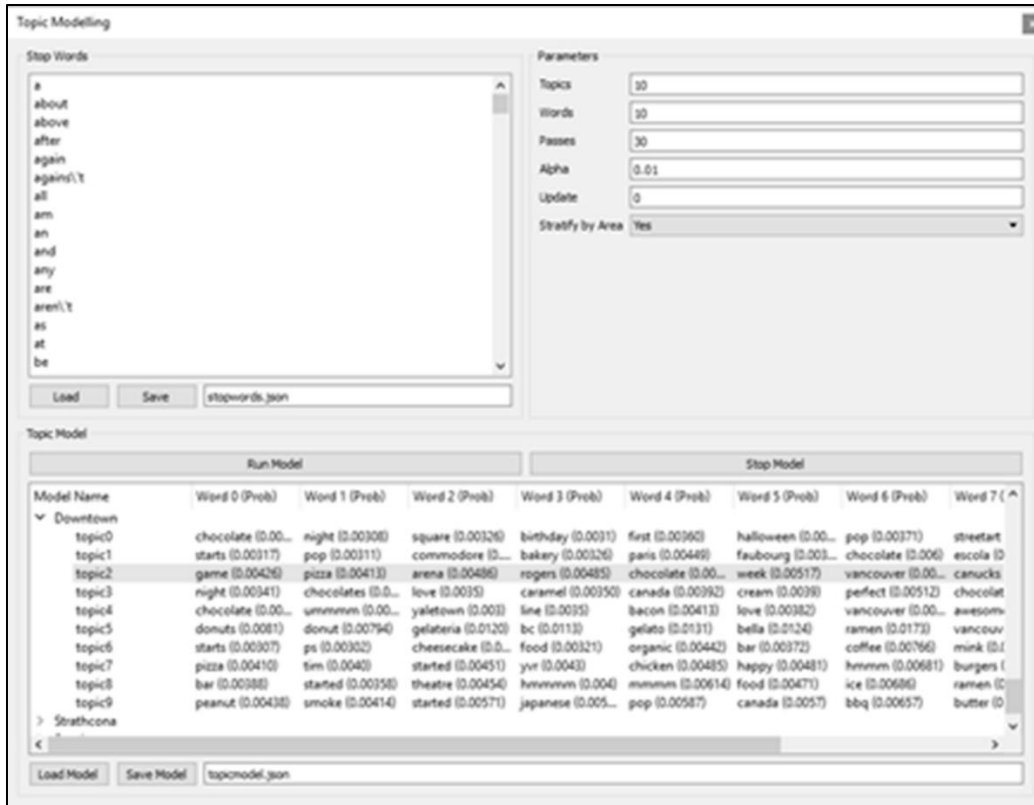 Topic Modelling
Stop Words
a
about
above
after
again
agains\'t
all
am
an
and
any
are
aren\'t
as
at
be
Load Save stopwords.json
Parameters
Topics 10
Words 10
Passes 30
Alpha 0.01
Update 0
Stratify by Area Yes
Topic Model
Run Model Stop Model
Model Name Word 0 (Prob) Word 1 (Prob) Word 2 (Prob) Word 3 (Prob) Word 4 (Prob) Word 5 (Prob) Word 6 (Prob) Word 7 (
Downtown
topic0 chocolate (0.00... night (0.00308) square (0.00326) birthday (0.0031) first (0.00360) halloween (0.00... pop (0.00371) streetart
topic1 starts (0.00317) pop (0.00311) commodore (0.... bakery (0.00326) paris (0.00449) faubourg (0.003... chocolate (0.006) escola (0
topic2 game (0.00426) pizza (0.00413) arena (0.00486) rogers (0.00485) chocolate (0.00... week (0.00517) vancouver (0.00... canucks
topic3 night (0.00341) chocolates (0.0... love (0.0035) caramel (0.00350) canada (0.00392) cream (0.0039) perfect (0.00512) chocolat
topic4 chocolate (0.00... ummmm (0.00... yaletown (0.003) line (0.0035) bacon (0.00413) love (0.00382) vancouver (0.00... awesom
topic5 donuts (0.0081) donut (0.00794) gelateria (0.0120) bc (0.0113) gelato (0.0131) bella (0.0124) ramen (0.0173) vancouv
topic6 starts (0.00307) ps (0.00302) cheesecake (0.0... food (0.00321) organic (0.00442) bar (0.00372) coffee (0.00766) mink (0.0
topic7 pizza (0.00410) tim (0.0040) started (0.00451) yvr (0.0043) chicken (0.00485) happy (0.00481) hmmm (0.00681) burgers (
topic8 bar (0.00388) started (0.00358) theatre (0.00454) hmmmm (0.004) mmmm (0.00614) food (0.00471) ice (0.00686) ramen (0
topic9 peanut (0.00438) smoke (0.00414) started (0.00571) japanese (0.005... pop (0.00587) canada (0.0057) bbq (0.00657) butter (0
Strathcona
Load Model Save Model topicmodel.json